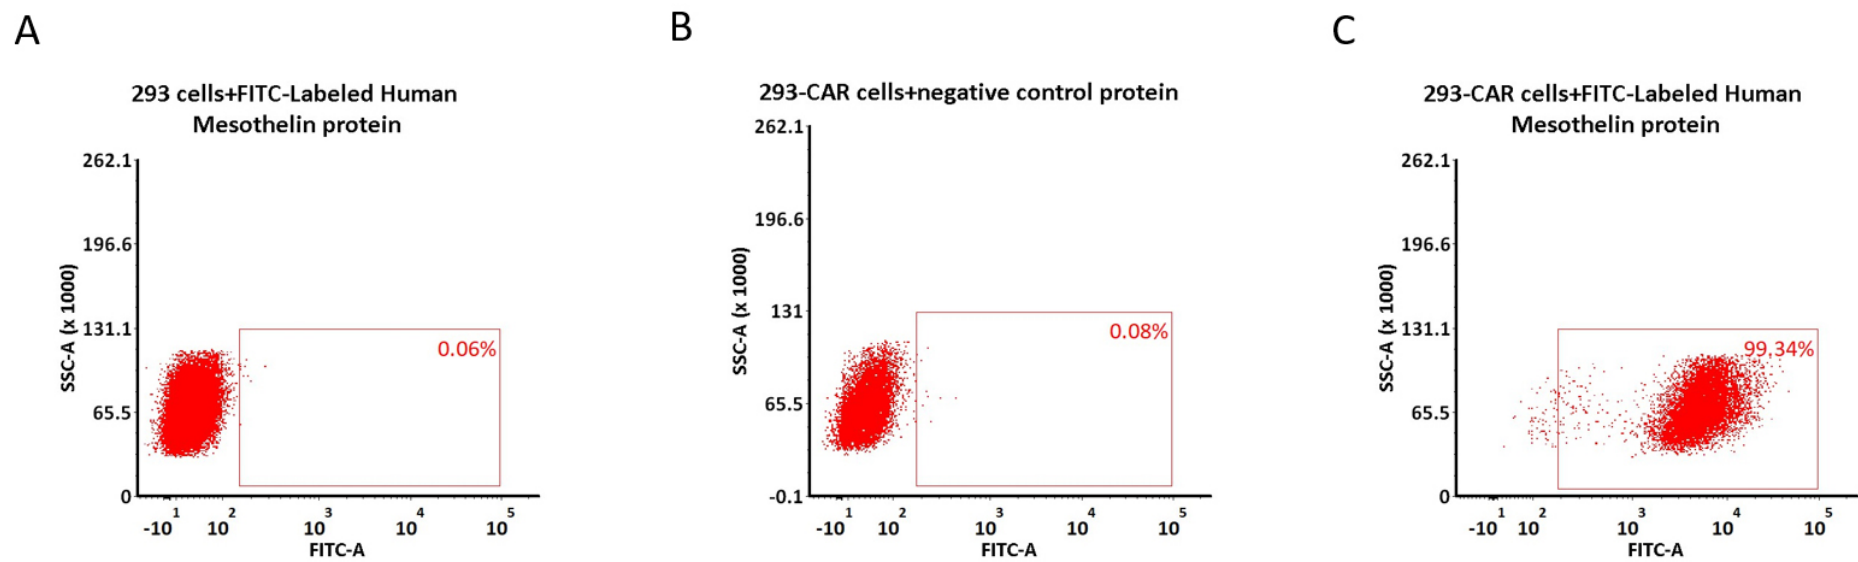 A
293 cells+FITC-Labeled Human
Mesothelin protein
262.1
196.6
131.1
65.5
0
SSC-A (x 1000)
0.06%
-10^1 10^2 10^3 10^4 10^5
FITC-A
B
293-CAR cells+negative control protein
262.1
196.6
131
65.5
-0.1
SSC-A (x 1000)
0.08%
-10^1 10^2 10^3 10^4 10^5
FITC-A
C
293-CAR cells+FITC-Labeled Human
Mesothelin protein
262.1
196.6
131.1
65.5
0
SSC-A (x 1000)
99.34%
-10^1 10^2 10^3 10^4 10^5
FITC-A